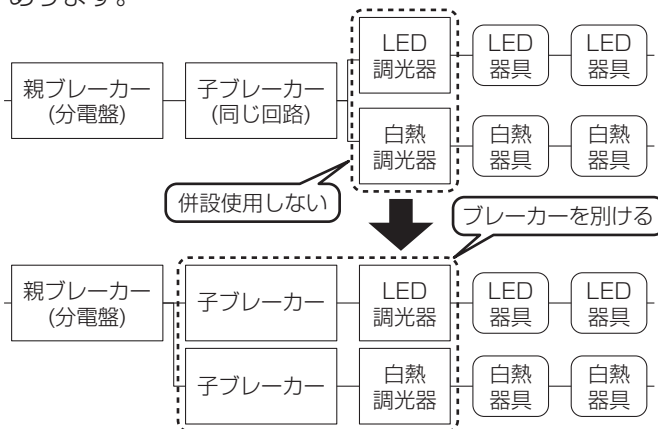 あります。
LED
調光器
LED
器具
LED
器具
親ブレーカー
(分電盤)
子ブレーカー
(同じ回路)
白熱
調光器
白熱
器具
白熱
器具
併設使用しない
ブレーカーを別ける
親ブレーカー
(分電盤)
子ブレーカー
LED
調光器
LED
器具
LED
器具
子ブレーカー
白熱
調光器
白熱
器具
白熱
器具